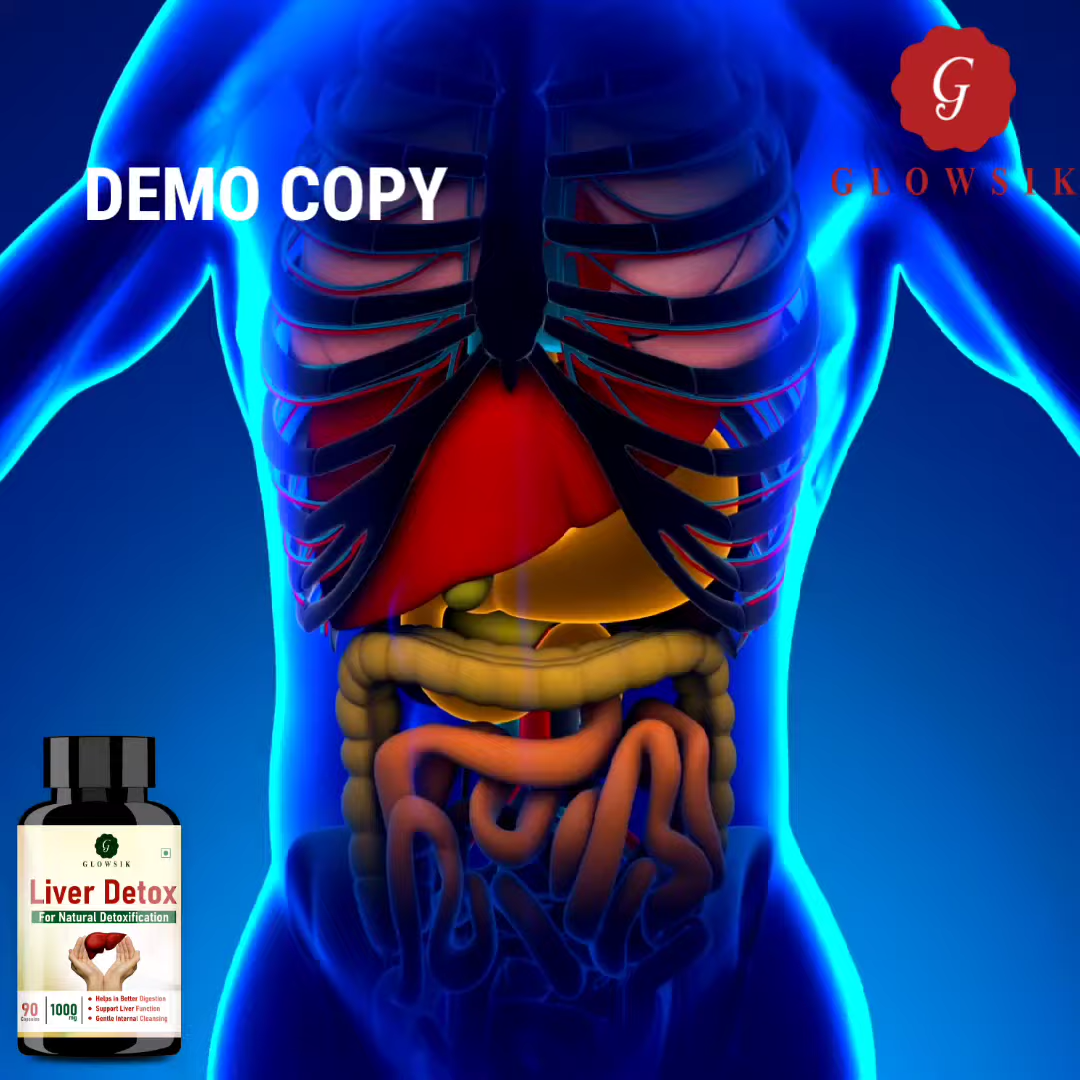 G
GLOWSIK
DEMO COPY
G
GLOWSIK
Liver Detox
For Natural Detoxification
90
Capsules
1000
mg
Helps in Better Digestion
Support Liver Function
Gentle Internal Cleansing